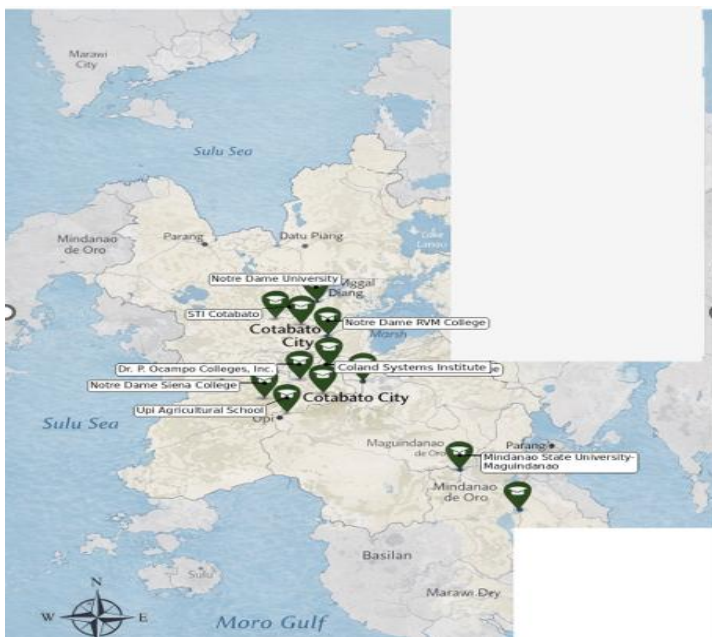 Marawi
City
Sulu Sea
Mindanao
de Oro
Parang
Datu Piang
Lake
Lanau
Notre Dame University
Miggal
Diang
STI Cotabato
Notre Dame RVM College
Cotabato
City
Marsh
Dr. P. Ocampo Colleges, Inc.
Coland Systems Institute
Notre Dame Siena College
Cotabato City
Upi Agricultural School
Upi
Sulu Sea
Maguindanao
de Oro
Parang
Mindanao State University-
Maguindanao
Mindanao
de Oro
Basilan
Sulu
Marawi Dey
Moro Gulf
N
W
E
S